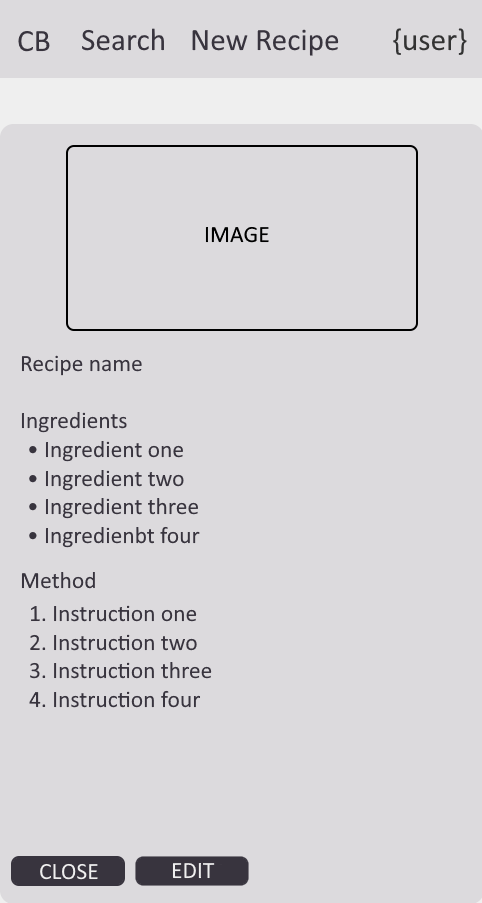 CB Search New Recipe {user}
IMAGE
Recipe name
Ingredients
• Ingredient one
• Ingredient two
• Ingredient three
• Ingredienbt four
Method
1. Instruction one
2. Instruction two
3. Instruction three
4. Instruction four
CLOSE EDIT